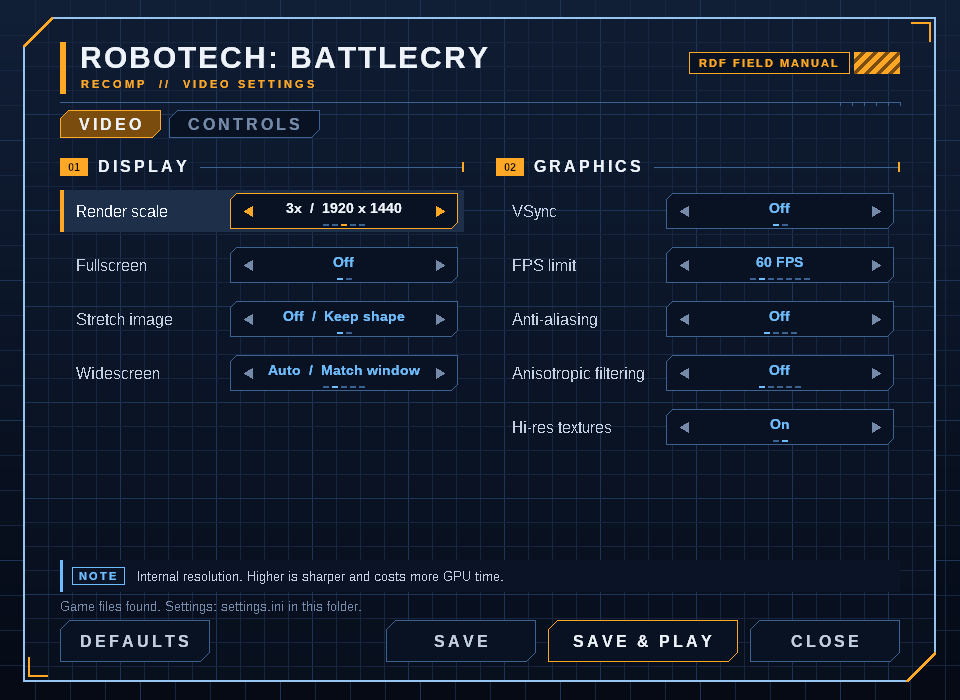 ROBOTECH: BATTLECRY
RECOMP // VIDEO SETTINGS
RDF FIELD MANUAL
VIDEO
CONTROLS
01 DISPLAY
Render scale
3x / 1920 x 1440
Fullscreen
Off
Stretch image
Off / Keep shape
Widescreen
Auto / Match window
02 GRAPHICS
VSync
Off
FPS limit
60 FPS
Anti-aliasing
Off
Anisotropic filtering
Off
Hi-res textures
On
NOTE Internal resolution. Higher is sharper and costs more GPU time.
Game files found. Settings: settings.ini in this folder.
DEFAULTS
SAVE
SAVE & PLAY
CLOSE